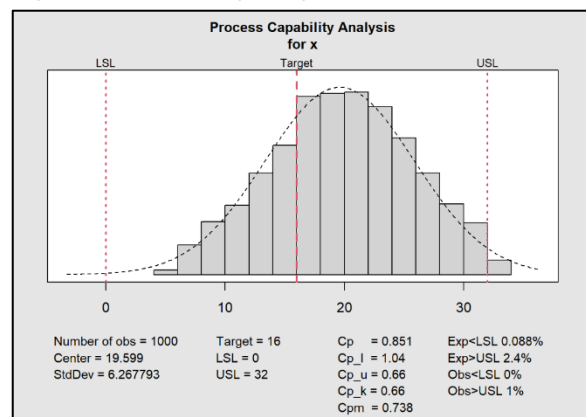 Process Capability Analysis
for x
LSL Target USL
0 10 20 30
Number of obs = 1000 Target = 16 Cp = 0.851 Exp<LSL 0.088%
Center = 19.599 LSL = 0 Cp_l = 1.04 Exp>USL 2.4%
StdDev = 6.267793 USL = 32 Cp_u = 0.66 Obs<LSL 0%
Cp_k = 0.66 Obs>USL 1%
Cpm = 0.738